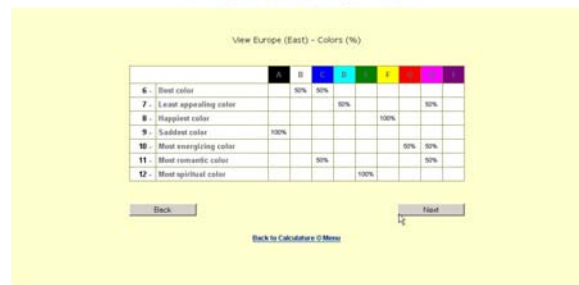 View Europe (East) - Colors (%)
A B C D E F G
6 - Best color 50% 50%
7 - Least appealing color 50% 50%
8 - Happiest color 100%
9 - Saddest color 100%
10 - Most energizing color 50% 50%
11 - Most romantic color 50% 50%
12 - Most spiritual color 100%
Back Next
Back to Calculature © Menu